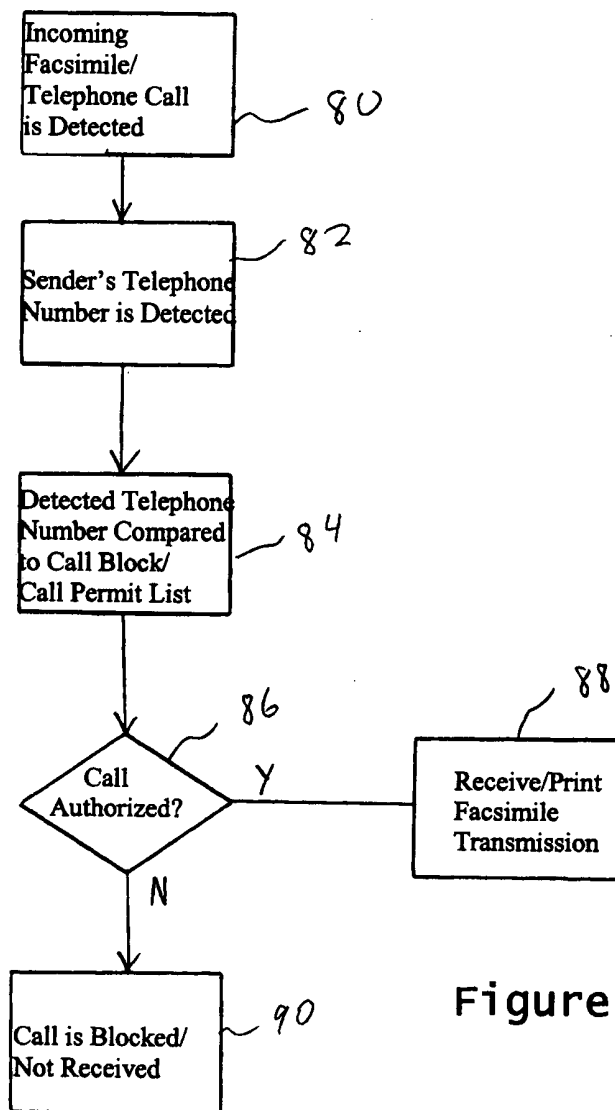 Incoming
Facsimile/
Telephone Call
is Detected
80
Sender's Telephone
Number is Detected
82
Detected Telephone
Number Compared
to Call Block/
Call Permit List
84
86
Call
Authorized?
Y
88
Receive/Print
Facsimile
Transmission
N
Call is Blocked/
Not Received
90
Figure